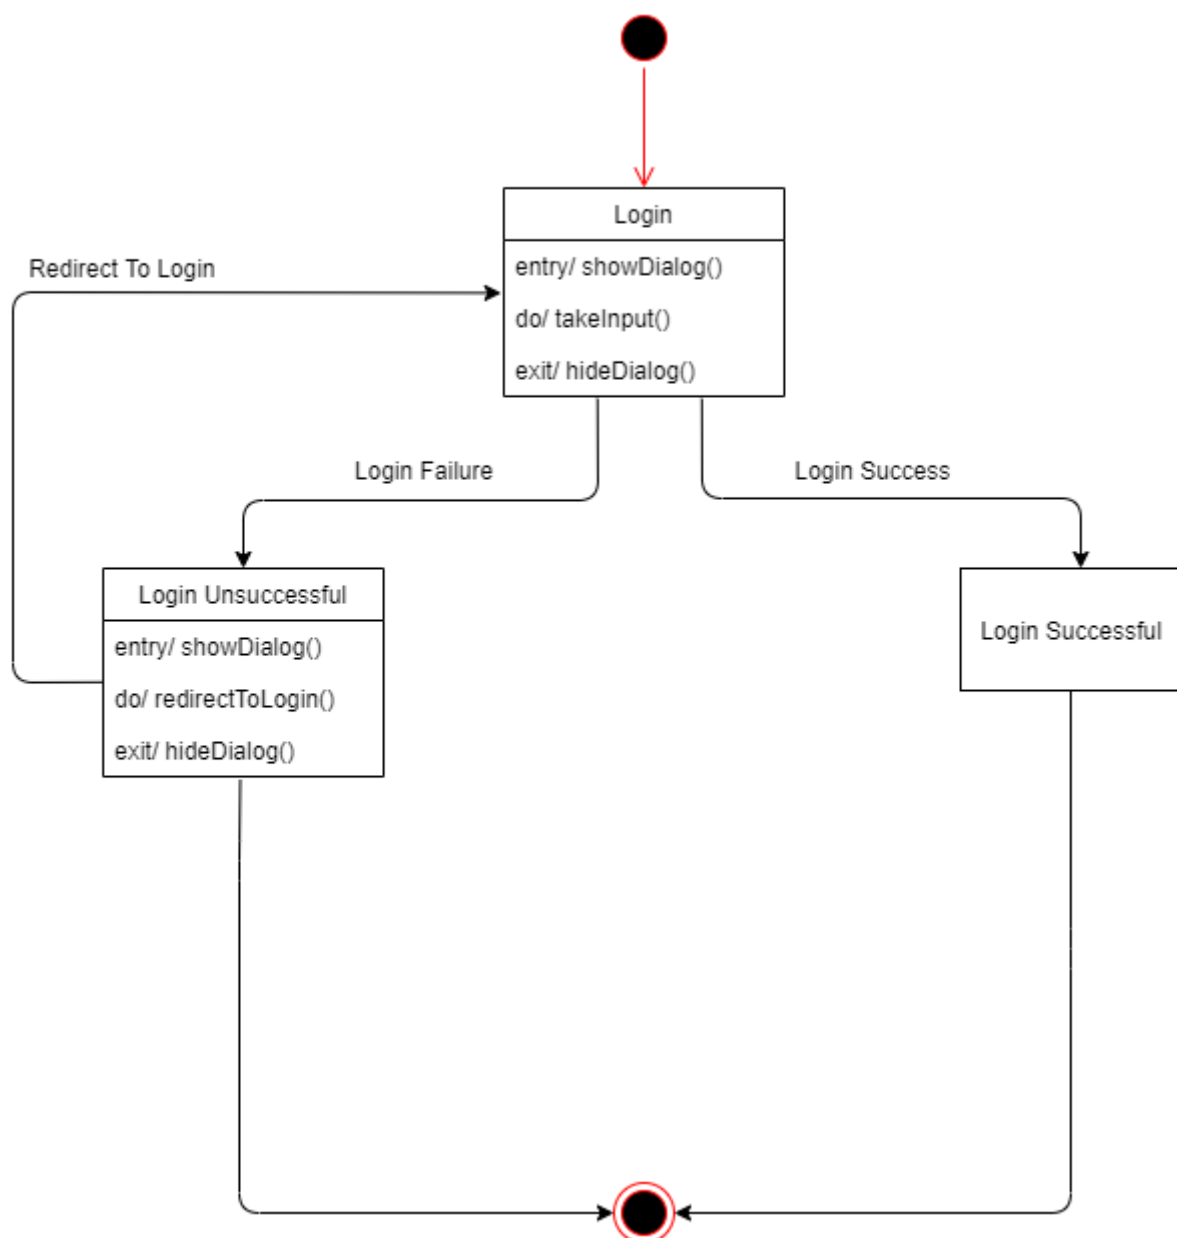 Login
entry/ showDialog()
Redirect To Login
do/ takeInput()
exit/ hideDialog()
Login Failure
Login Success
Login Unsuccessful
entry/ showDialog()
do/ redirectToLogin()
exit/ hideDialog()
Login Successful